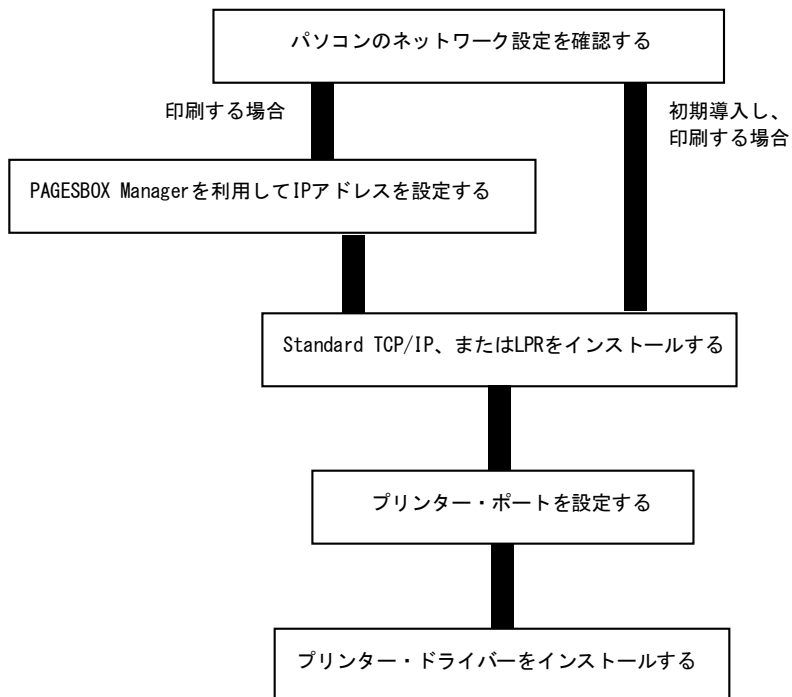 パソコンのネットワーク設定を確認する
印刷する場合
初期導入し、
印刷する場合
PAGESBOX Managerを利用してIPアドレスを設定する
Standard TCP/IP、またはLPRをインストールする
プリンター・ポートを設定する
プリンター・ドライバーをインストールする